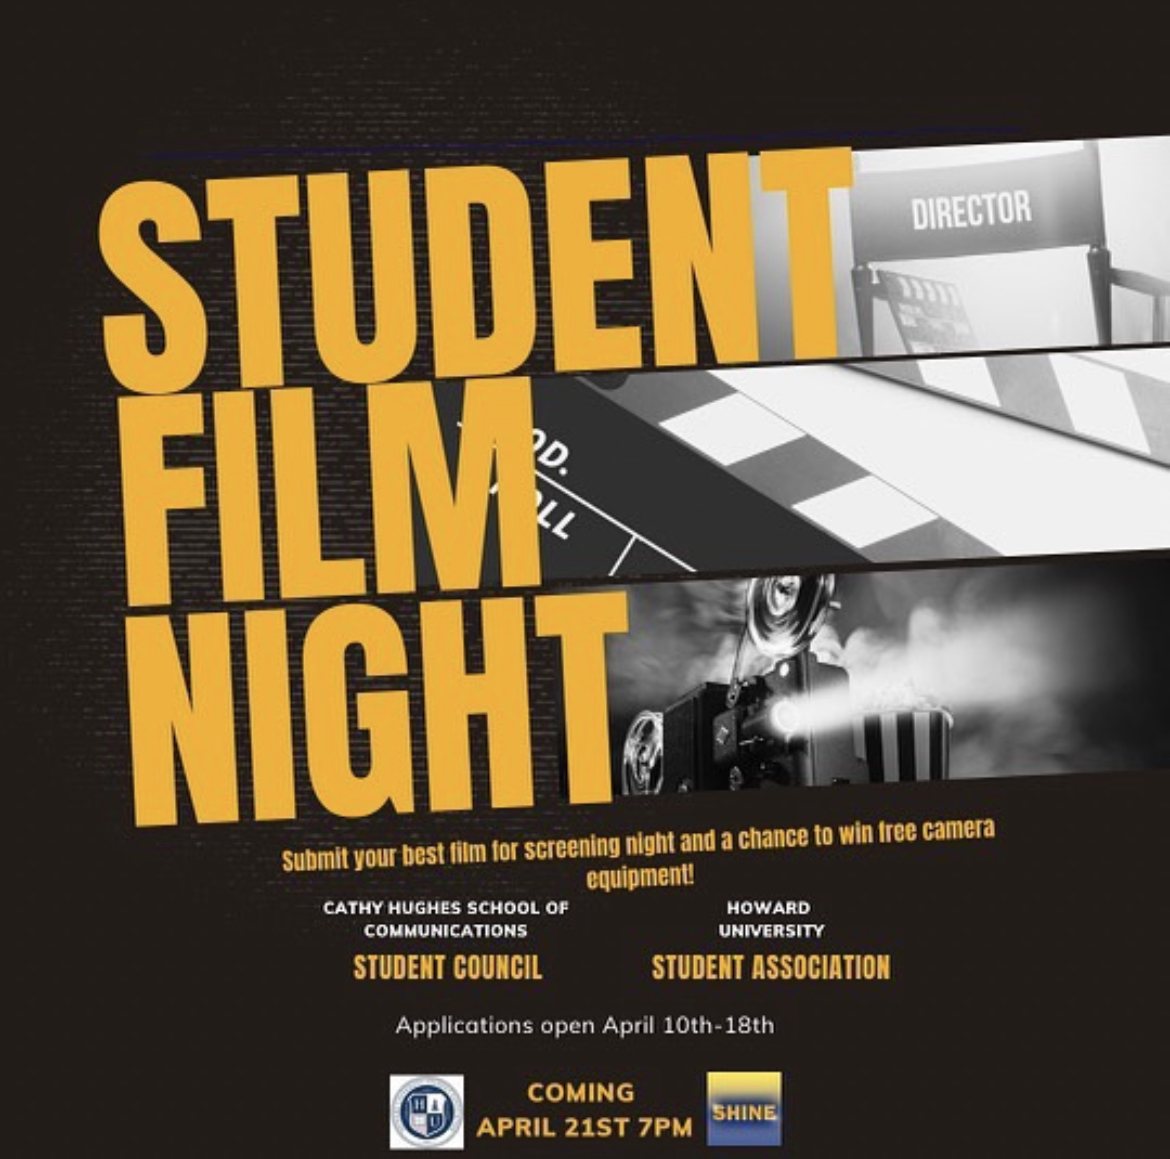 STUDENT
DIRECTOR
FILM
OD.
OLL
NIGHT
Submit your best film for screening night and a chance to win free camera
equipment!
CATHY HUGHES SCHOOL OF
COMMUNICATIONS
STUDENT COUNCIL
HOWARD
UNIVERSITY
STUDENT ASSOCIATION
Applications open April 10th-18th
COMING
APRIL 21ST 7PM
SHINE